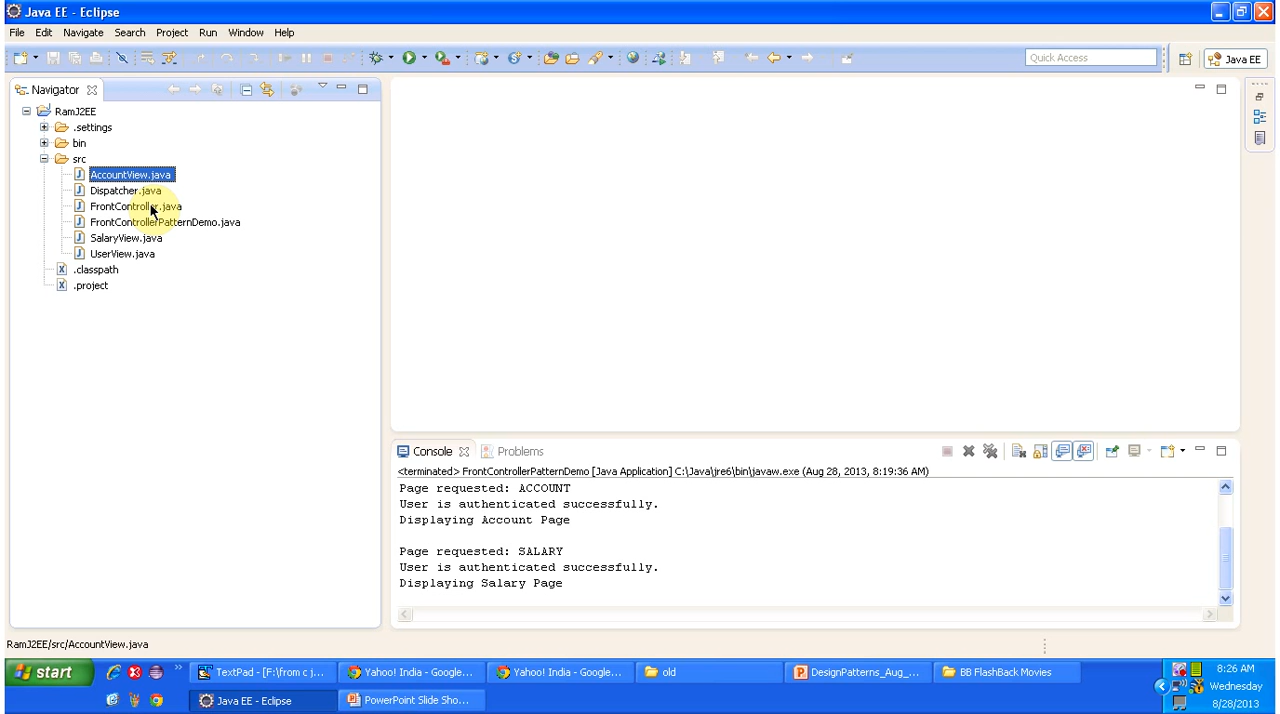 Java EE - Eclipse
File Edit Navigate Search Project Run Window Help
Quick Access
Java EE
Navigator
RamJ2EE
.settings
bin
src
AccountView.java
Dispatcher.java
FrontController.java
FrontControllerPatternDemo.java
SalaryView.java
UserView.java
.classpath
.project
Console Problems
<terminated> FrontControllerPatternDemo [Java Application] C:\Java\jre6\bin\javaw.exe (Aug 28, 2013, 8:19:36 AM)
Page requested: ACCOUNT
User is authenticated successfully.
Displaying Account Page
Page requested: SALARY
User is authenticated successfully.
Displaying Salary Page
RamJ2EE/src/AccountView.java
start
TextPad - [F:\from c j...
Yahoo! India - Google...
Yahoo! India - Google...
old
DesignPatterns_Aug_...
BB FlashBack Movies
8:26 AM
Java EE - Eclipse
PowerPoint Slide Sho...
Wednesday
8/28/2013